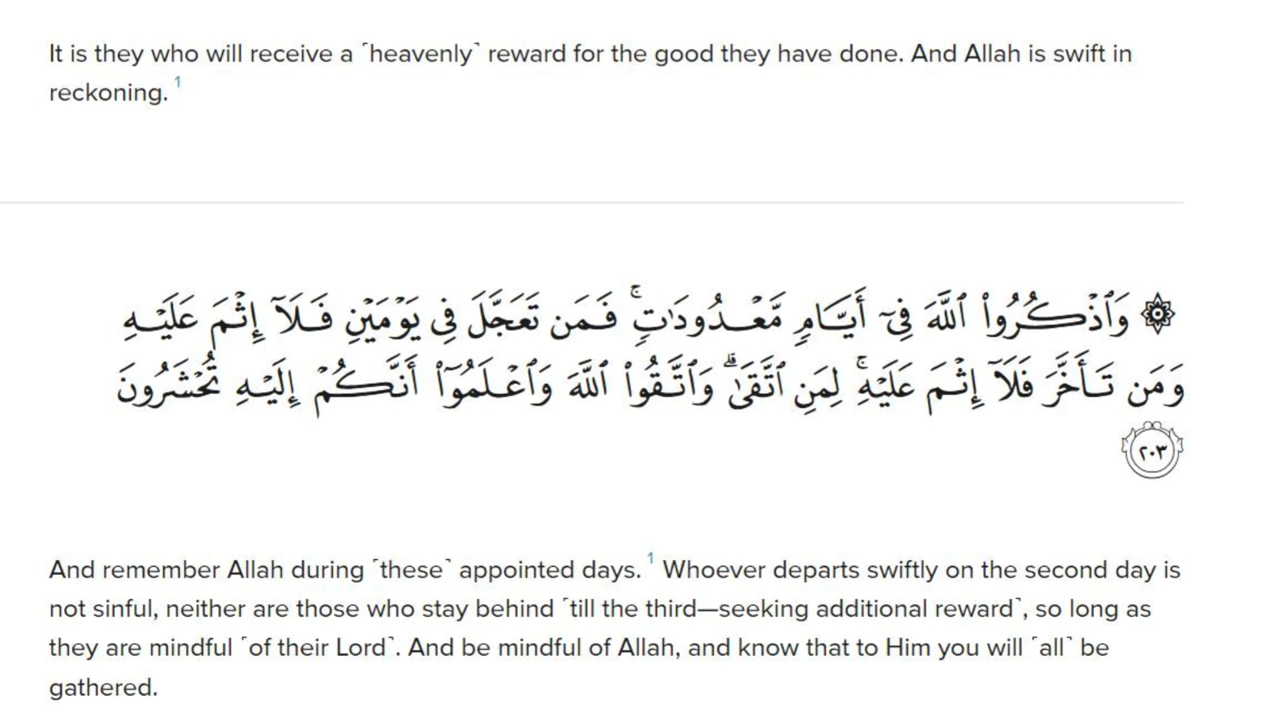 It is they who will receive a ˹heavenly˺ reward for the good they have done. And Allah is swift in
reckoning. 1
۞ وَٱذْكُرُوا۟ ٱللَّهَ فِىٓ أَيَّامٍ مَّعْدُودَٰتٍ ۚ فَمَن تَعَجَّلَ فِى يَوْمَيْنِ فَلَآ إِثْمَ عَلَيْهِ
وَمَن تَأَخَّرَ فَلَآ إِثْمَ عَلَيْهِ ۚ لِمَنِ ٱتَّقَىٰ ۗ وَٱتَّقُوا۟ ٱللَّهَ وَٱعْلَمُوٓا۟ أَنَّكُمْ إِلَيْهِ تُحْشَرُونَ
٢٠٣
And remember Allah during ˹these˺ appointed days. 1 Whoever departs swiftly on the second day is
not sinful, neither are those who stay behind ˹till the third—seeking additional reward˺, so long as
they are mindful ˹of their Lord˺. And be mindful of Allah, and know that to Him you will ˹all˺ be
gathered.